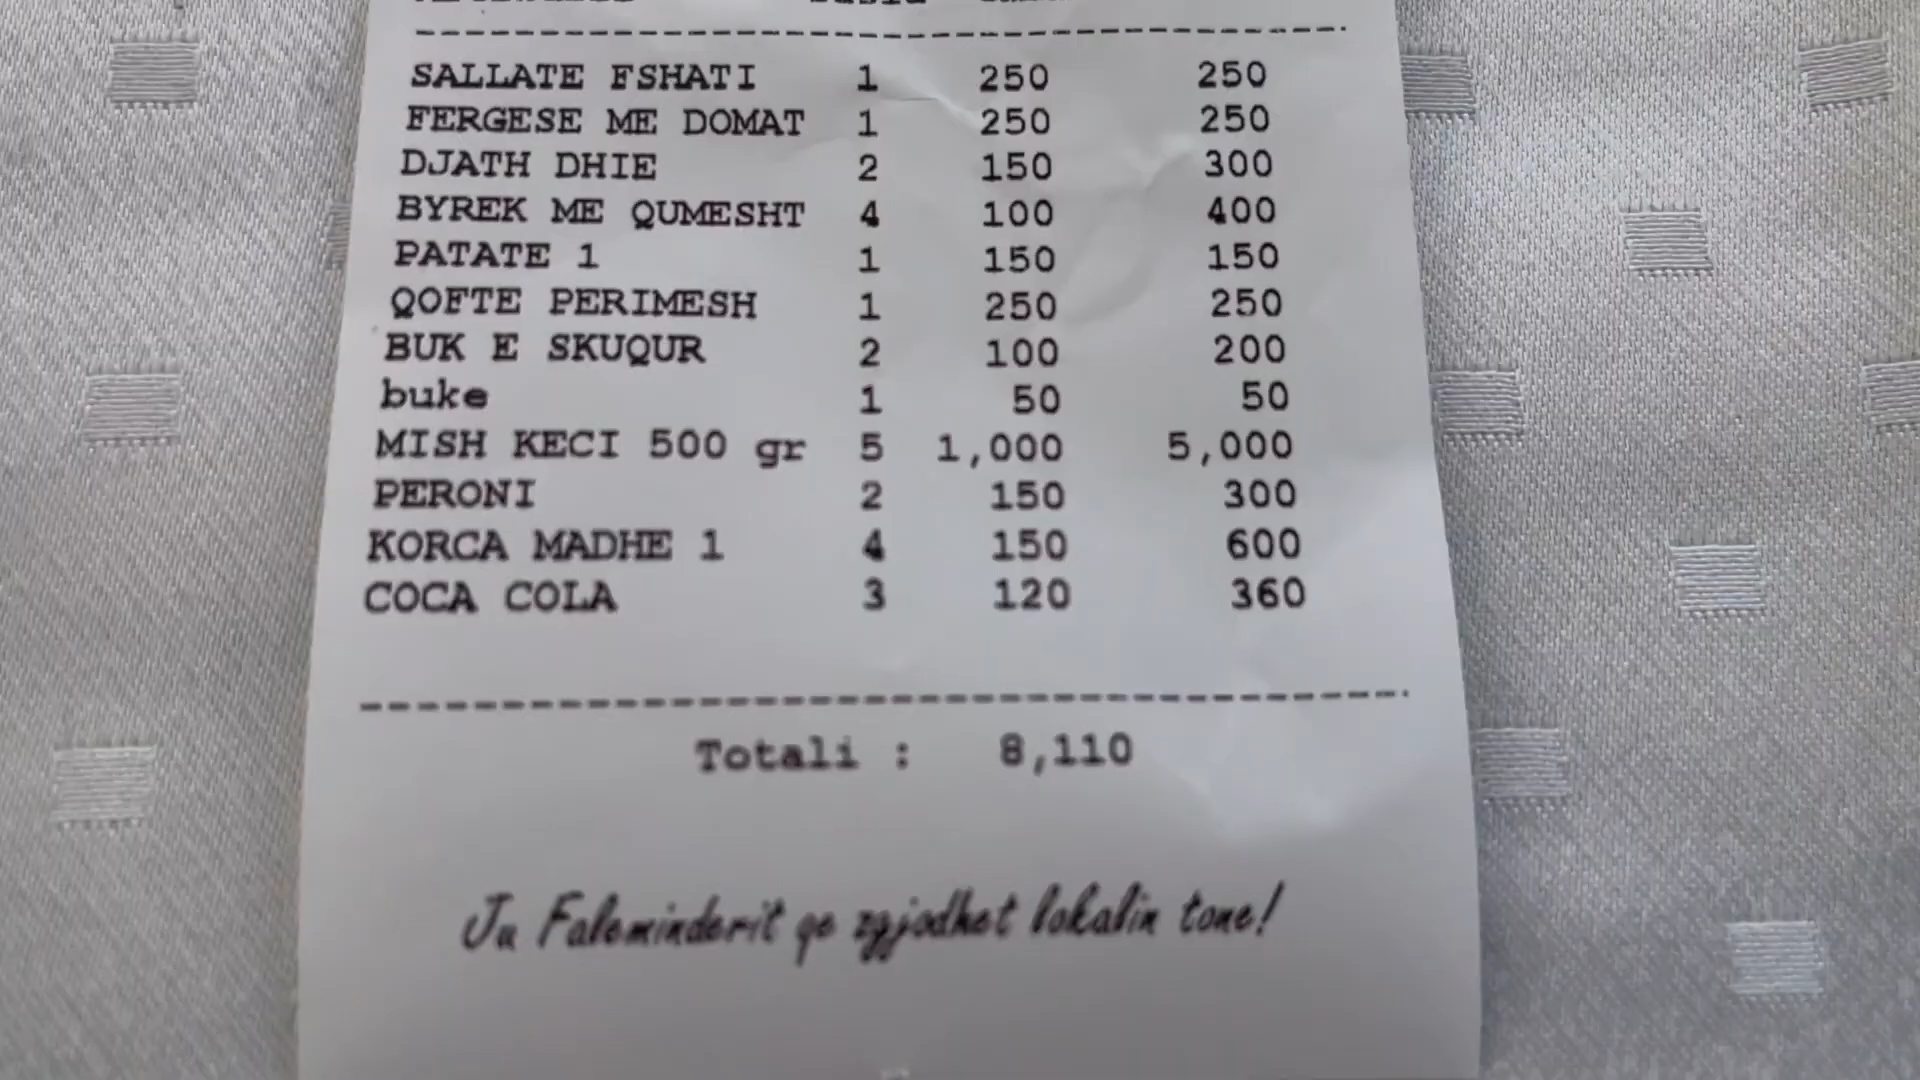 SALLATE FSHATI 1 250 250
FERGESE ME DOMAT 1 250 250
DJATH DHIE 2 150 300
BYREK ME QUMESHT 4 100 400
PATATE 1 1 150 150
QOFTE PERIMESH 1 250 250
BUK E SKUQUR 2 100 200
buke 1 50 50
MISH KECI 500 gr 5 1,000 5,000
PERONI 2 150 300
KORCA MADHE 1 4 150 600
COCA COLA 3 120 360
Totali : 8,110
Ju Faleminderit qe zgjodhet lokalin tone!